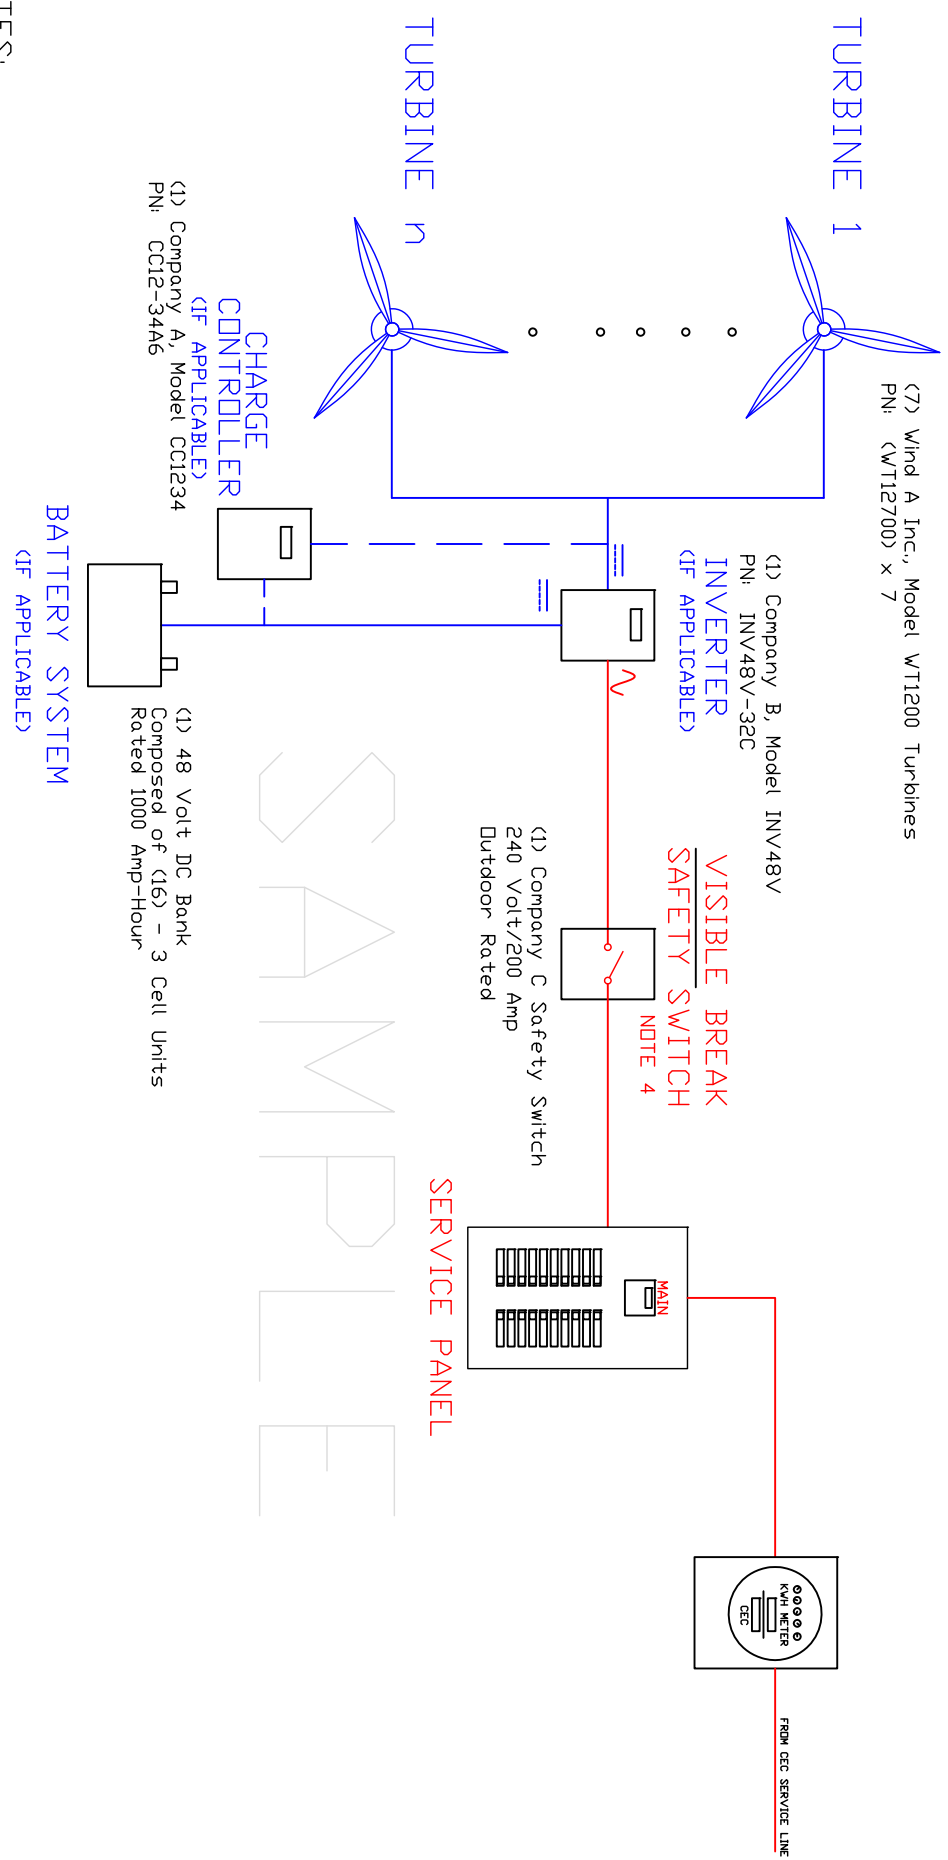 TURBINE 1
(7) Wind A Inc., Model WT1200 Turbines
PN: (WT12700) x 7
TURBINE n
(1) Company B, Model INV48V
PN: INV48V-32C
INVERTER
(IF APPLICABLE)
VISIBLE BREAK
SAFETY SWITCH
NOTE 4
(1) Company C Safety Switch
240 Volt/200 Amp
Outdoor Rated
MAIN
SERVICE PANEL
KWH METER
CEC
FROM CEC SERVICE LINE
CHARGE
CONTROLLER
(IF APPLICABLE)
(1) Company A, Model CC1234
PN: CC12-34A6
(1) 48 Volt DC Bank
Composed of (16) - 3 Cell Units
Rated 1000 Amp-Hour
BATTERY SYSTEM
(IF APPLICABLE)
SAMPLE